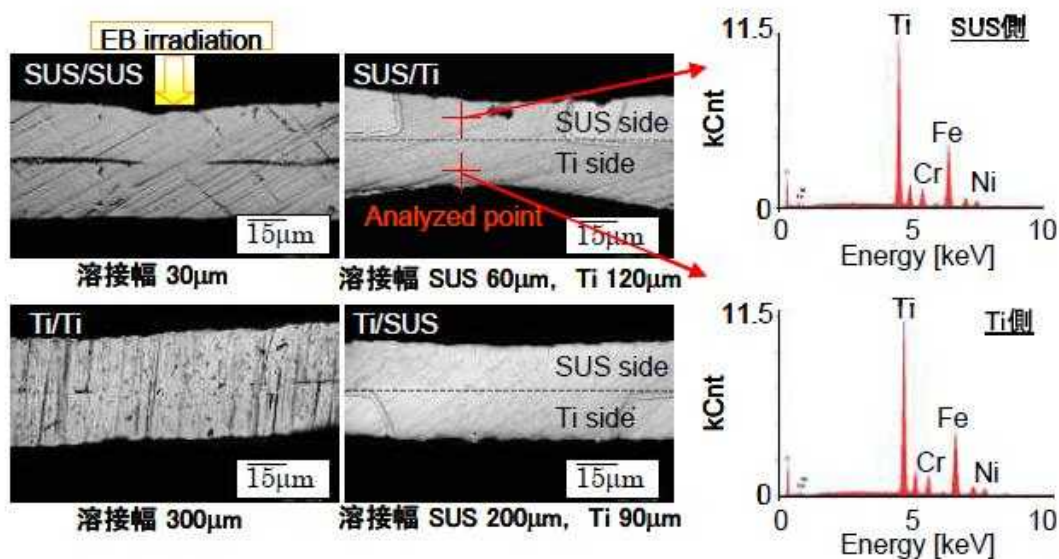 EB irradiation
SUS/SUS
15μm
溶接幅 30μm
SUS/Ti
SUS side
Ti side
Analyzed point
15μm
溶接幅 SUS 60μm, Ti 120μm
Ti/Ti
15μm
溶接幅 300μm
Ti/SUS
SUS side
Ti side
15μm
溶接幅 SUS 200μm, Ti 90μm
SUS側
11.5
Ti
kCnt
Fe
Cr
Ni
0
0 5 10
Energy [keV]
Ti側
11.5
Ti
kCnt
Fe
Cr
Ni
0
0 5 10
Energy [keV]